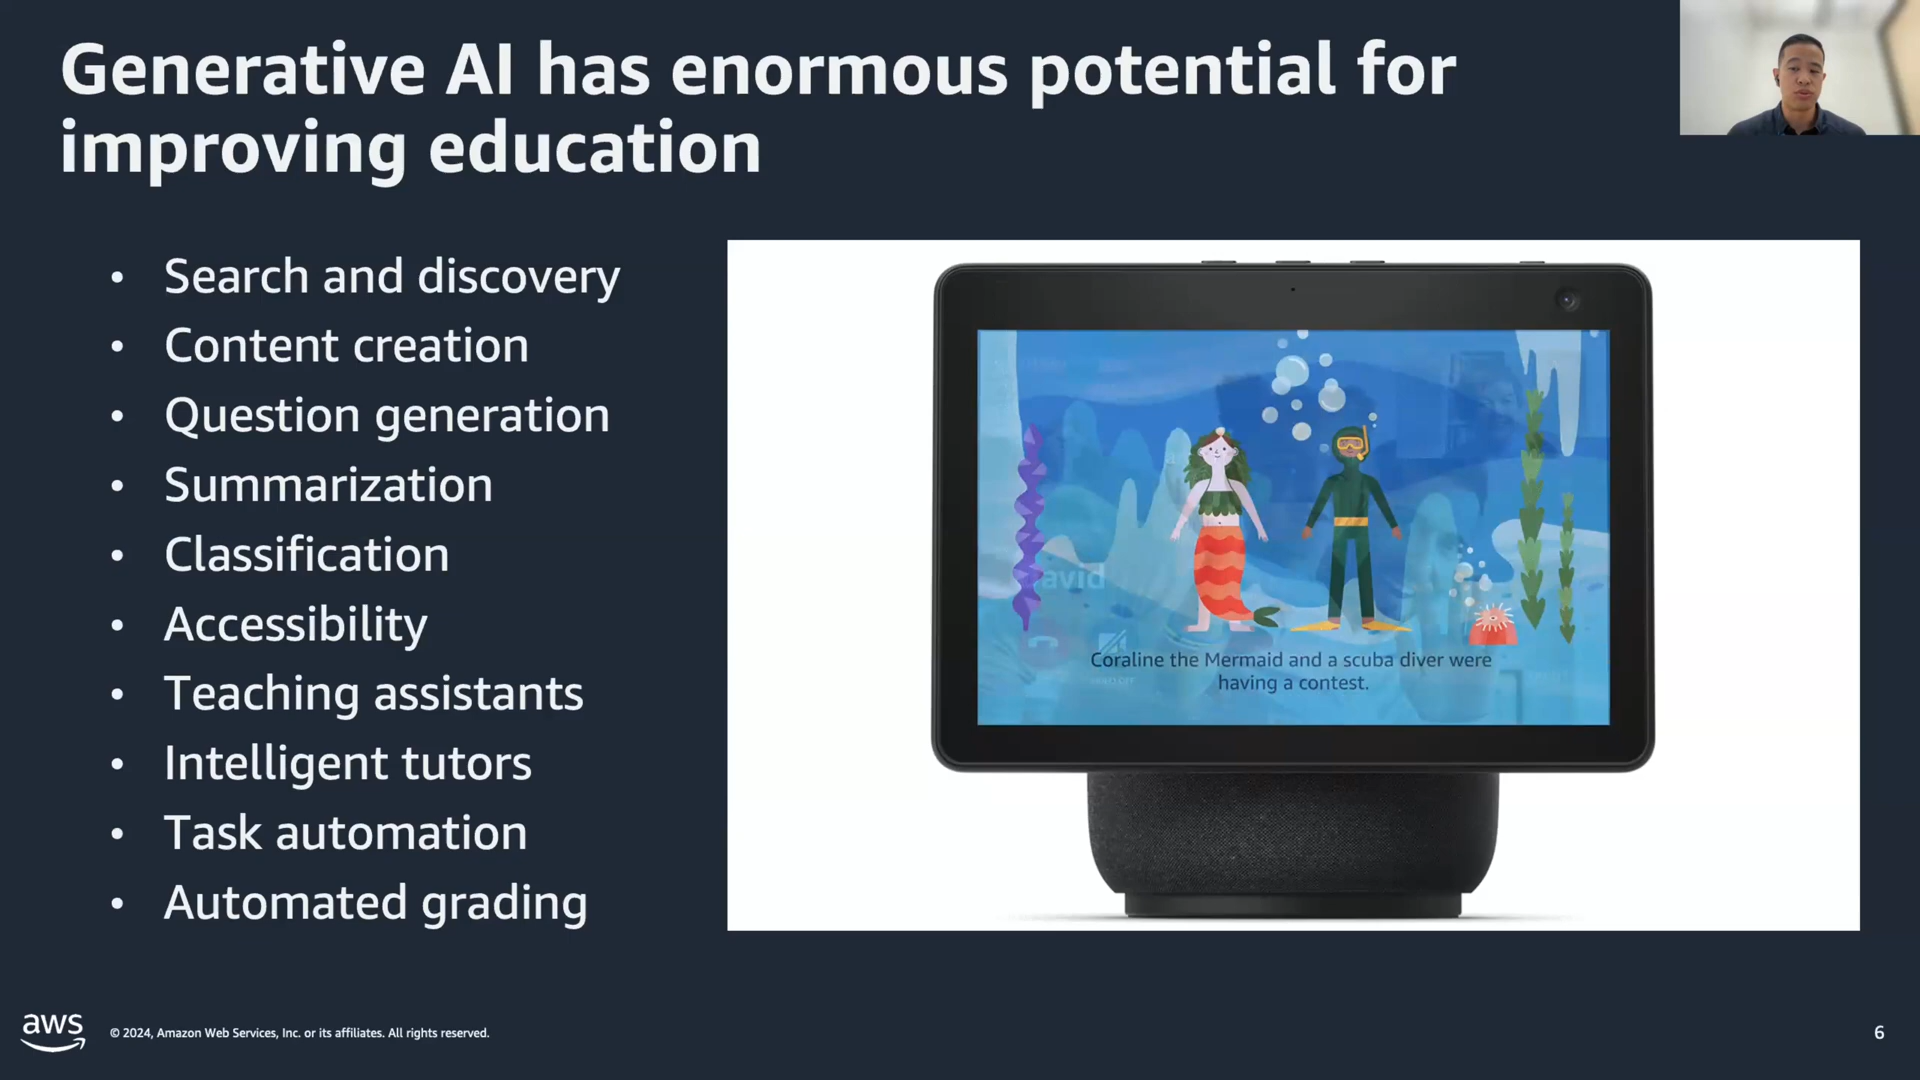 Generative AI has enormous potential for
improving education
• Search and discovery
• Content creation
• Question generation
• Summarization
• Classification
• Accessibility
• Teaching assistants
• Intelligent tutors
• Task automation
• Automated grading
avid
Coraline the Mermaid and a scuba diver were
having a contest.
aws
© 2024, Amazon Web Services, Inc. or its affiliates. All rights reserved.
6